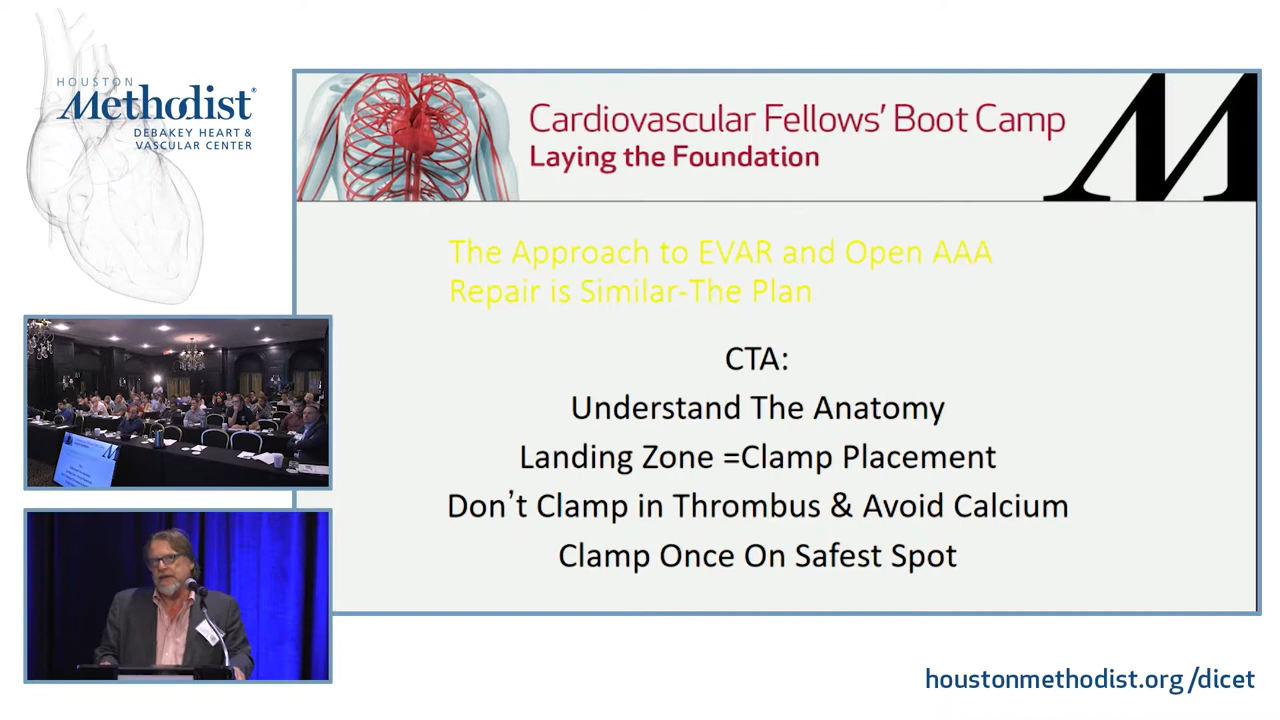 HOUSTON
Methodist®
DEBAKEY HEART &
VASCULAR CENTER
Cardiovascular Fellows' Boot Camp
Laying the Foundation
M
The Approach to EVAR and Open AAA
Repair is Similar-The Plan
CTA:
Understand The Anatomy
Landing Zone =Clamp Placement
Don't Clamp in Thrombus & Avoid Calcium
Clamp Once On Safest Spot
houstonmethodist.org/dicet